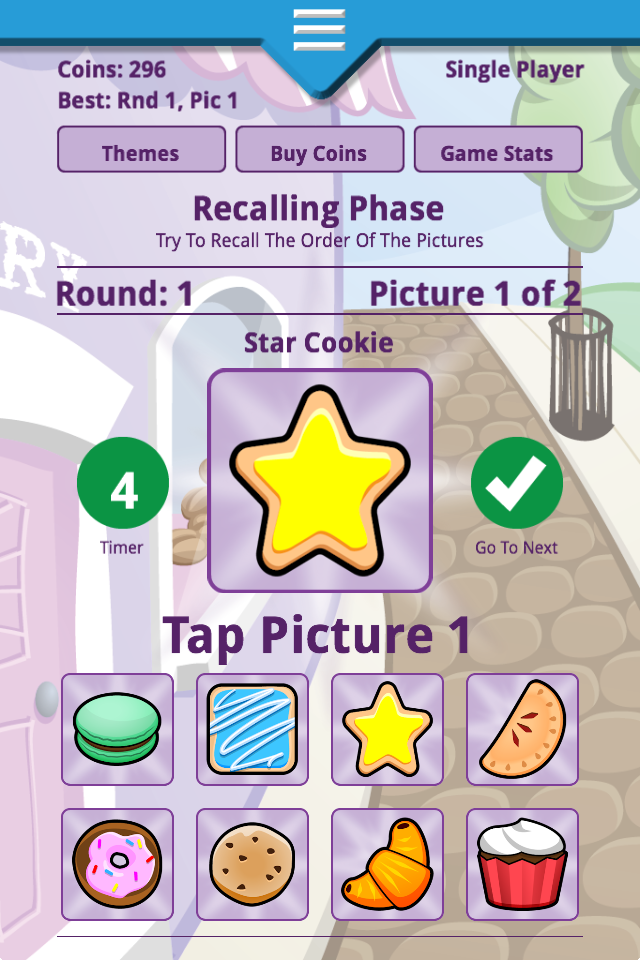 Coins: 296
Single Player
Best: Rnd 1, Pic 1
Themes
Buy Coins
Game Stats
Recalling Phase
Try To Recall The Order Of The Pictures
Round: 1
Picture 1 of 2
Star Cookie
4
Timer
Go To Next
Tap Picture 1